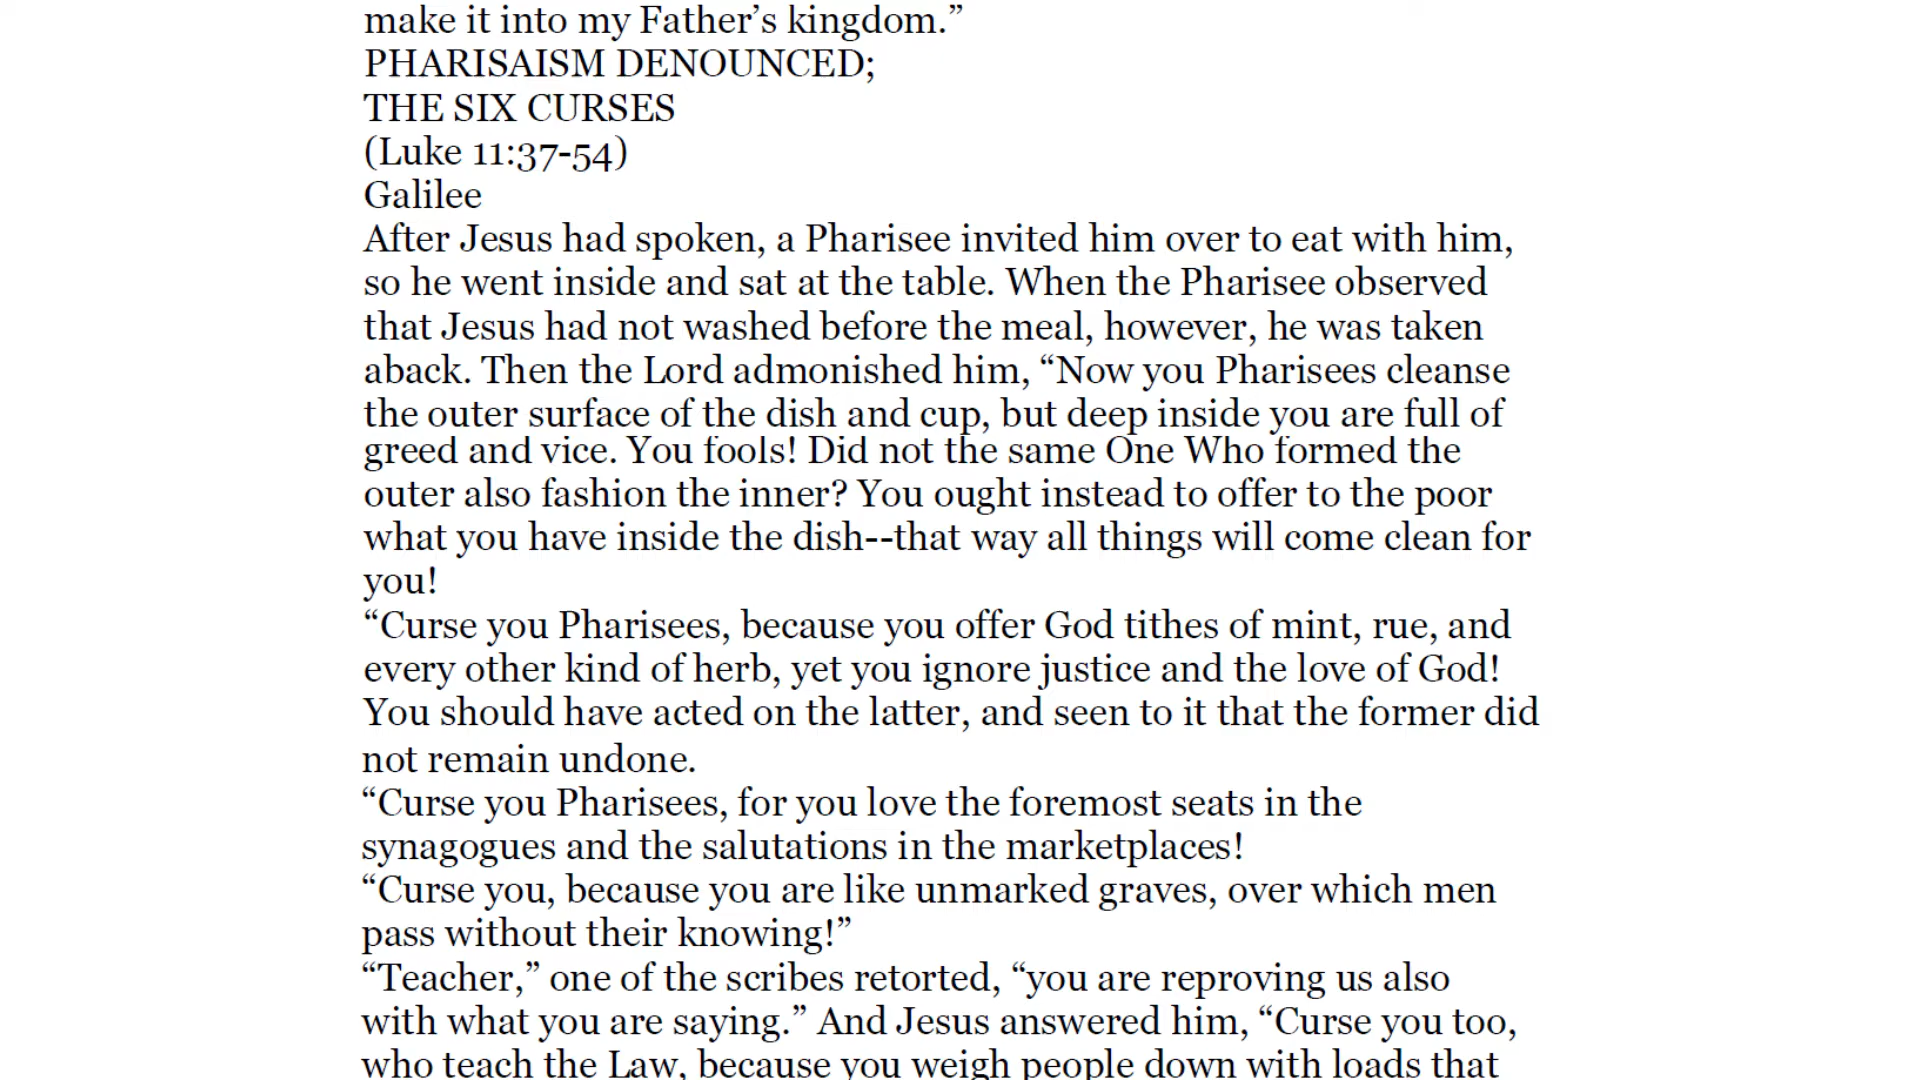 make it into my Father’s kingdom.”
PHARISAISM DENOUNCED;
THE SIX CURSES
(Luke 11:37-54)
Galilee
After Jesus had spoken, a Pharisee invited him over to eat with him,
so he went inside and sat at the table. When the Pharisee observed
that Jesus had not washed before the meal, however, he was taken
aback. Then the Lord admonished him, “Now you Pharisees cleanse
the outer surface of the dish and cup, but deep inside you are full of
greed and vice. You fools! Did not the same One Who formed the
outer also fashion the inner? You ought instead to offer to the poor
what you have inside the dish--that way all things will come clean for
you!
“Curse you Pharisees, because you offer God tithes of mint, rue, and
every other kind of herb, yet you ignore justice and the love of God!
You should have acted on the latter, and seen to it that the former did
not remain undone.
“Curse you Pharisees, for you love the foremost seats in the
synagogues and the salutations in the marketplaces!
“Curse you, because you are like unmarked graves, over which men
pass without their knowing!”
“Teacher,” one of the scribes retorted, “you are reproving us also
with what you are saying.” And Jesus answered him, “Curse you too,
who teach the Law, because you weigh people down with loads that